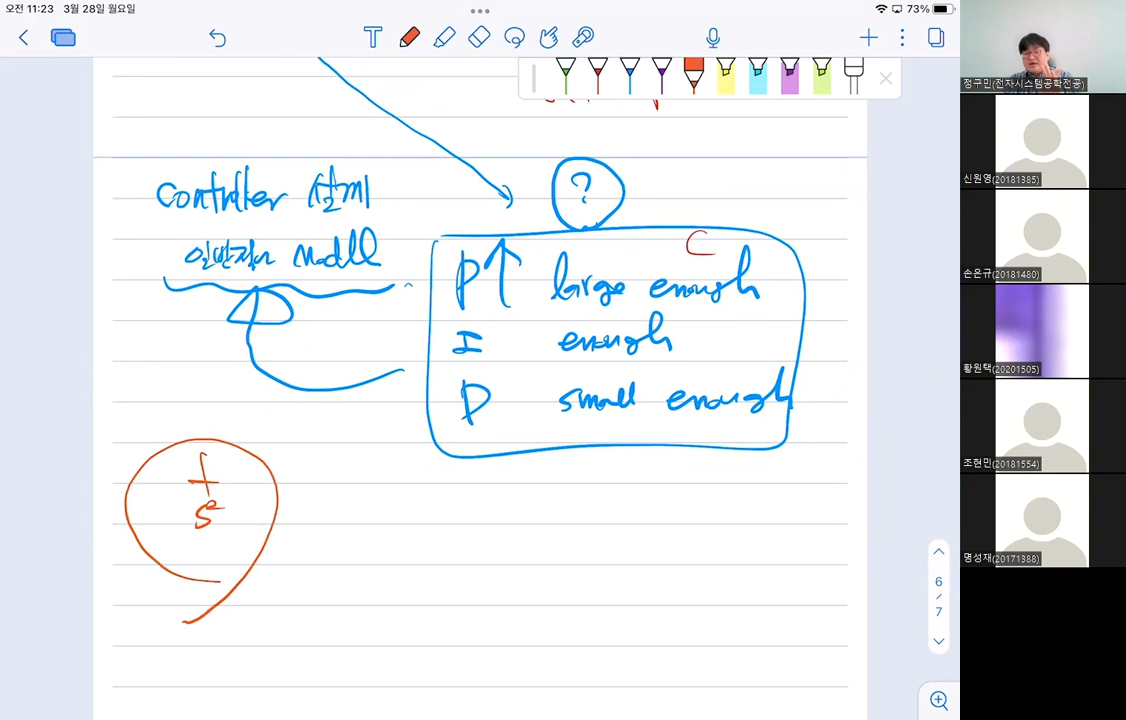 오전 11:23 3월 28일 월요일
73%
T
정구민(전자시스템공학전공)
신원영(20181385)
손은규(20181480)
황원택(20201505)
조현민(20181554)
명성재(20171388)
Controller 설계
?
일반적인 Model
C
P↑ large enough
I enough
D small enough
1
s²
6
/
7